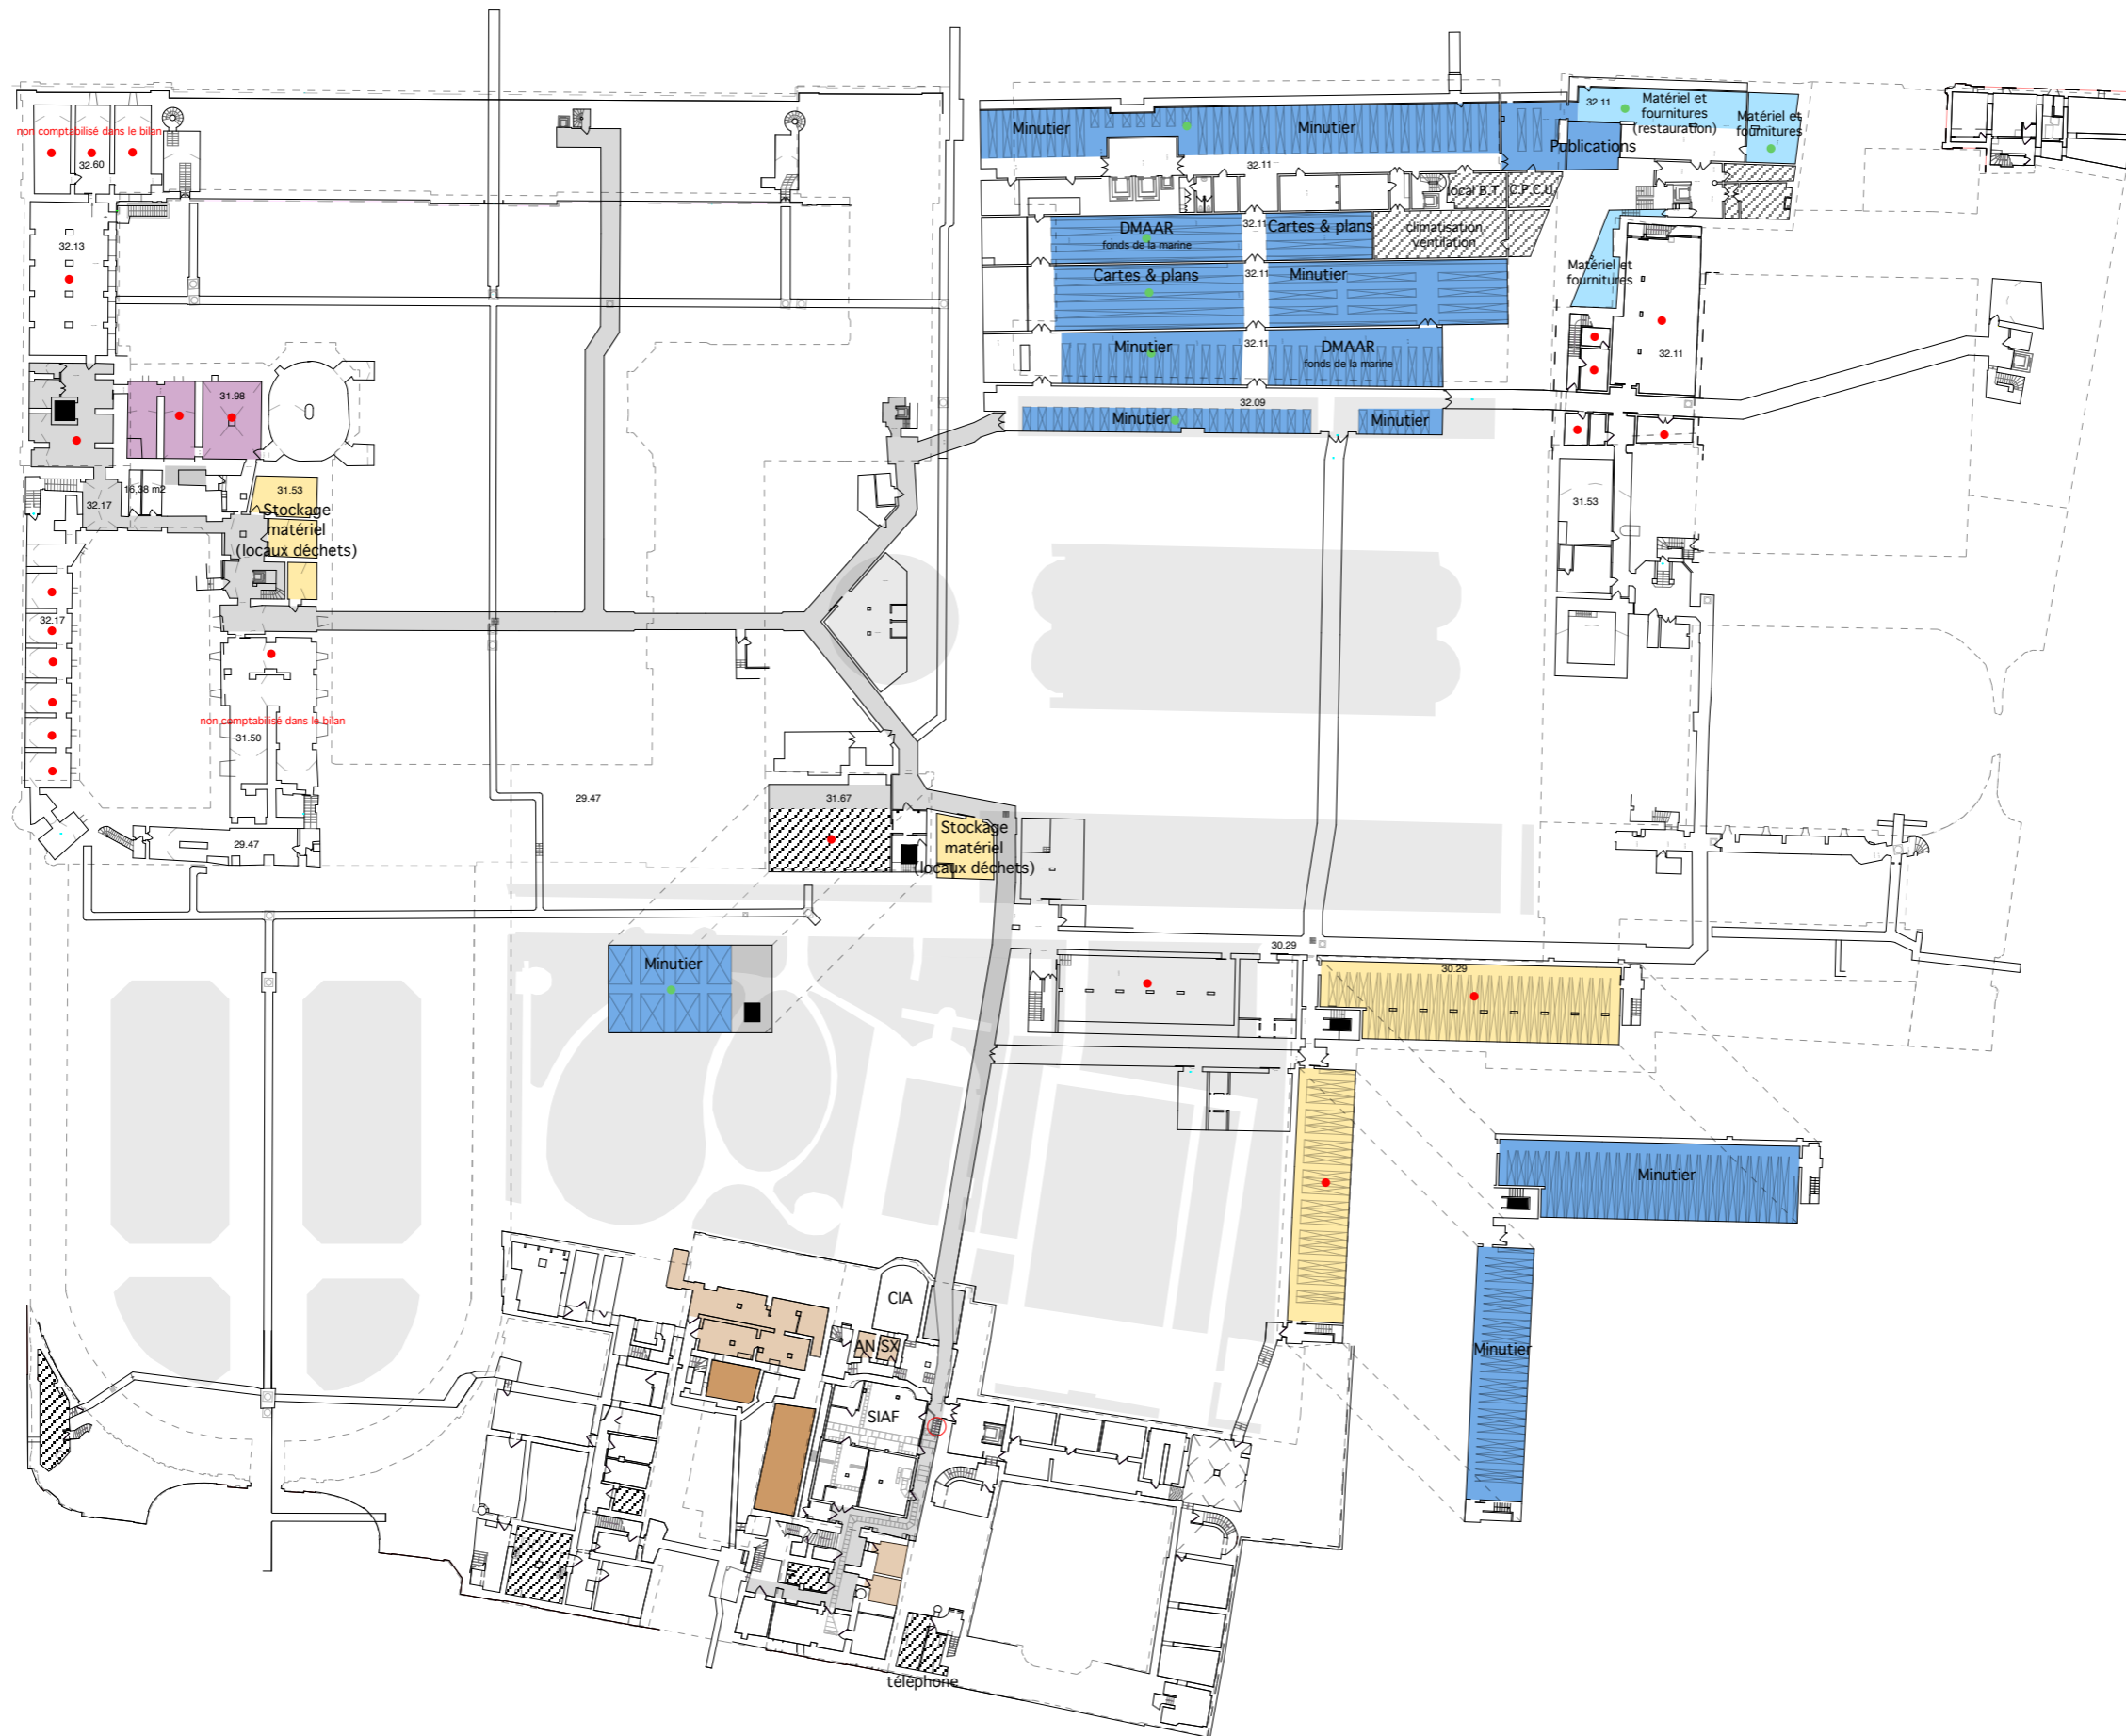 Minutier
Minutier
32.11
Matériel et
fournitures
(restauration)
Matériel et
fournitures
non comptabilisé dans le bilan
32.60
Publications
32.11
local B.T.
C.P.C.U.
DMAAR
fonds de la marine
32.11
Cartes & plans
climatisation
ventilation
32.13
Cartes & plans
32.11
Minutier
Matériel et
fournitures
Minutier
32.11
DMAAR
fonds de la marine
32.11
31.98
32.09
Minutier
Minutier
16,38 m2
32.17
31.53
Stockage
matériel
(locaux déchets)
31.53
32.17
non comptabilisé dans le bilan
31.50
29.47
31.67
29.47
Stockage
matériel
(locaux déchets)
30.29
30.29
Minutier
Minutier
CIA
AN
SX
Minutier
SIAF
téléphone